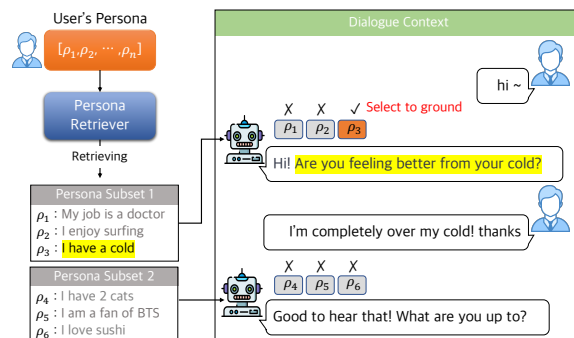 User's Persona
[ρ₁,ρ₂, ⋯ ,ρₙ]
Persona
Retriever
Retrieving
Persona Subset 1
ρ₁ : My job is a doctor
ρ₂ : I enjoy surfing
ρ₃ : I have a cold
Persona Subset 2
ρ₄ : I have 2 cats
ρ₅ : I am a fan of BTS
ρ₆ : I love sushi
Dialogue Context
hi ~
✗ ✗ ✓ Select to ground
ρ₁ ρ₂ ρ₃
Hi! Are you feeling better from your cold?
I'm completely over my cold! thanks
✗ ✗ ✗
ρ₄ ρ₅ ρ₆
Good to hear that! What are you up to?